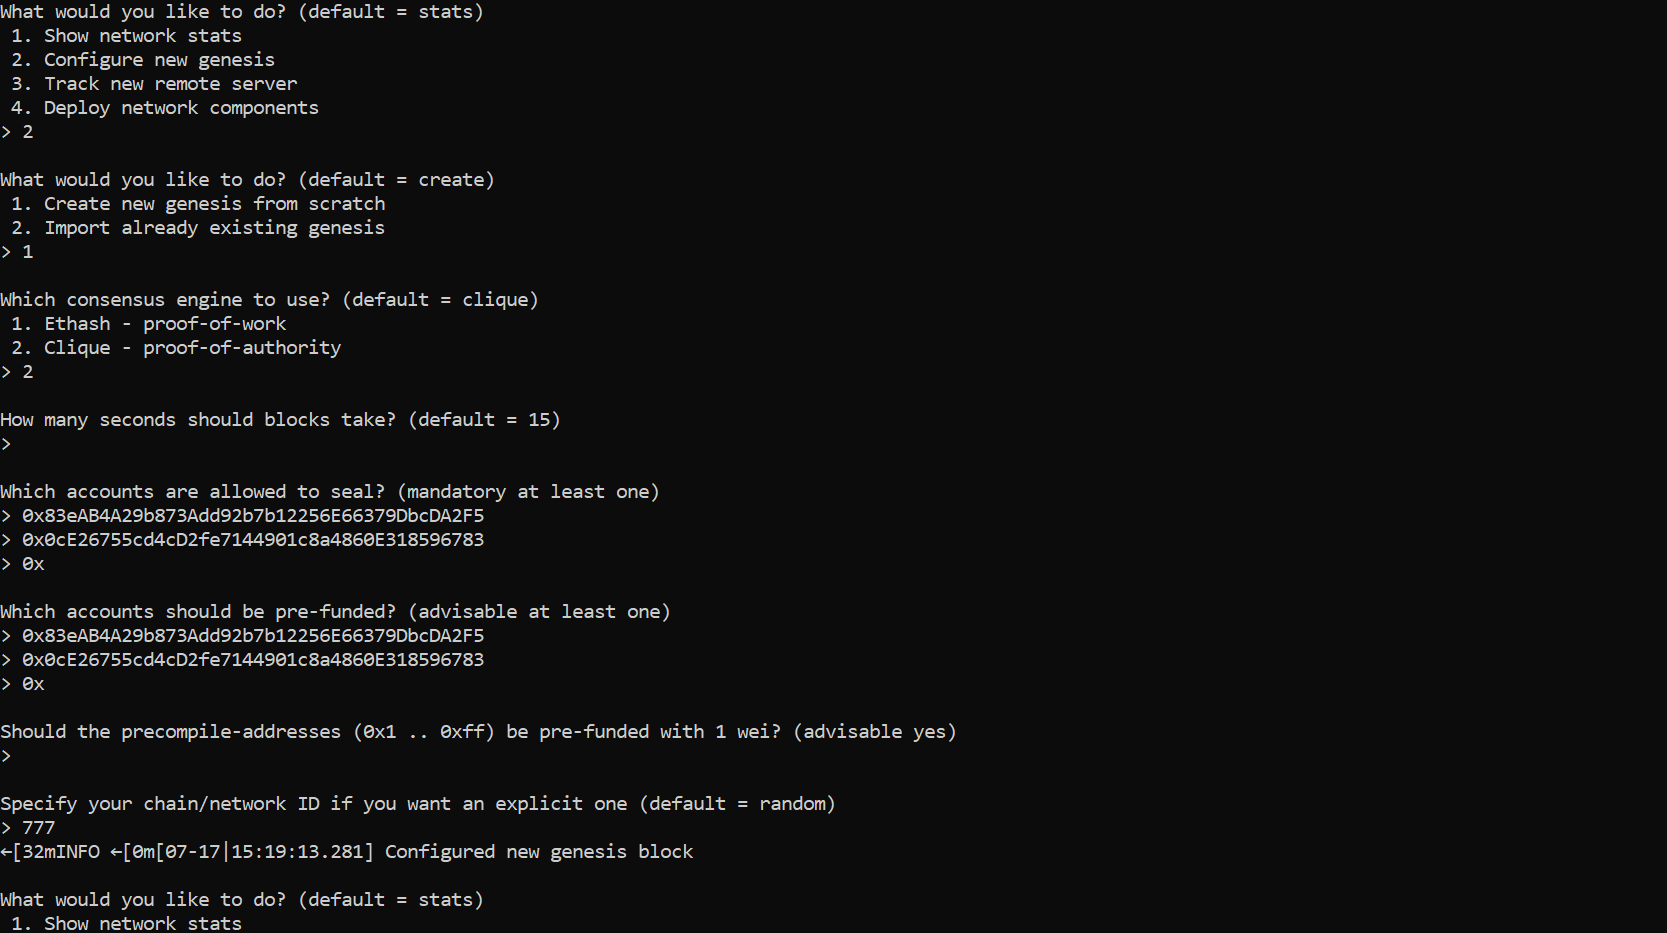 What would you like to do? (default = stats)
1. Show network stats
2. Configure new genesis
3. Track new remote server
4. Deploy network components
> 2
What would you like to do? (default = create)
1. Create new genesis from scratch
2. Import already existing genesis
> 1
Which consensus engine to use? (default = clique)
1. Ethash - proof-of-work
2. Clique - proof-of-authority
> 2
How many seconds should blocks take? (default = 15)
>
Which accounts are allowed to seal? (mandatory at least one)
> 0x83eAB4A29b873Add92b7b12256E66379DbcDA2F5
> 0x0cE26755cd4cD2fe7144901c8a4860E318596783
> 0x
Which accounts should be pre-funded? (advisable at least one)
> 0x83eAB4A29b873Add92b7b12256E66379DbcDA2F5
> 0x0cE26755cd4cD2fe7144901c8a4860E318596783
> 0x
Should the precompile-addresses (0x1 .. 0xff) be pre-funded with 1 wei? (advisable yes)
>
Specify your chain/network ID if you want an explicit one (default = random)
> 777
←[32mINFO ←[0m[07-17|15:19:13.281] Configured new genesis block
What would you like to do? (default = stats)
1. Show network stats